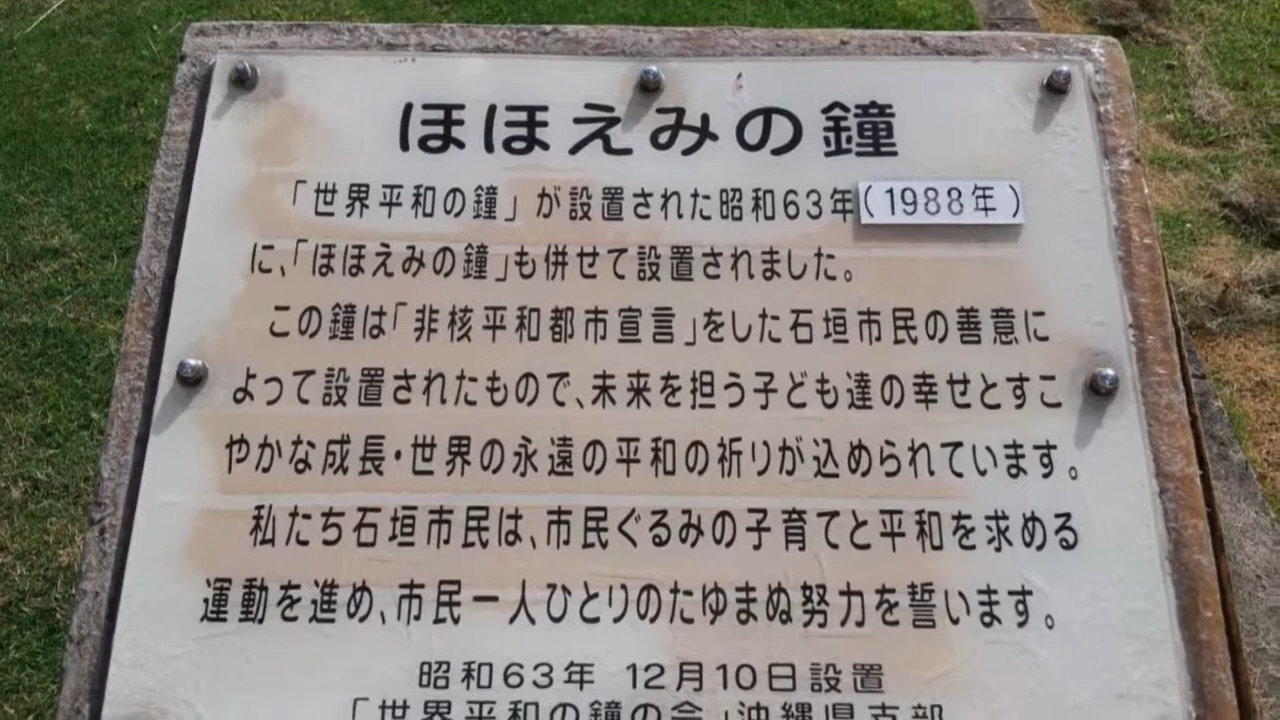 ほほえみの鐘
「世界平和の鐘」が設置された昭和63年(1988年)
に、「ほほえみの鐘」も併せて設置されました。
この鐘は「非核平和都市宣言」をした石垣市民の善意に
よって設置されたもので、未来を担う子ども達の幸せとすこ
やかな成長・世界の永遠の平和の祈りが込められています。
私たち石垣市民は、市民ぐるみの子育てと平和を求める
運動を進め、市民一人ひとりのたゆまぬ努力を誓います。
昭和63年 12月10日設置
「世界平和の鐘の会」沖縄県支部